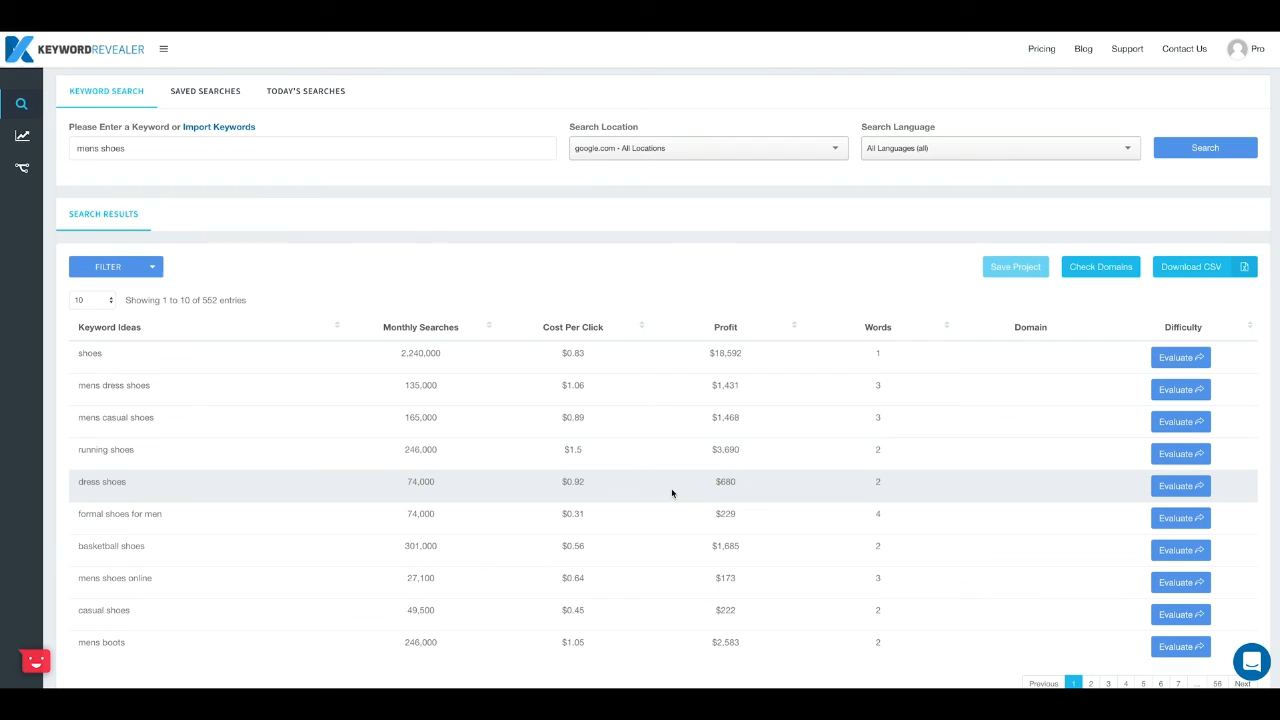 KEYWORDREVEALER
Pricing Blog Support Contact Us Pro
KEYWORD SEARCH SAVED SEARCHES TODAY'S SEARCHES
Please Enter a Keyword or Import Keywords Search Location Search Language
mens shoes google.com - All Locations All Languages (all) Search
SEARCH RESULTS
FILTER Save Project Check Domains Download CSV
10 Showing 1 to 10 of 552 entries
Keyword Ideas Monthly Searches Cost Per Click Profit Words Domain Difficulty
shoes 2,240,000 $0.83 $18,592 1 Evaluate
mens dress shoes 135,000 $1.06 $1,431 3 Evaluate
mens casual shoes 165,000 $0.89 $1,468 3 Evaluate
running shoes 246,000 $1.5 $3,690 2 Evaluate
dress shoes 74,000 $0.92 $680 2 Evaluate
formal shoes for men 74,000 $0.31 $229 4 Evaluate
basketball shoes 301,000 $0.56 $1,685 2 Evaluate
mens shoes online 27,100 $0.64 $173 3 Evaluate
casual shoes 49,500 $0.45 $222 2 Evaluate
mens boots 246,000 $1.05 $2,583 2 Evaluate
Previous 1 2 3 4 5 6 7 ... 56 Next